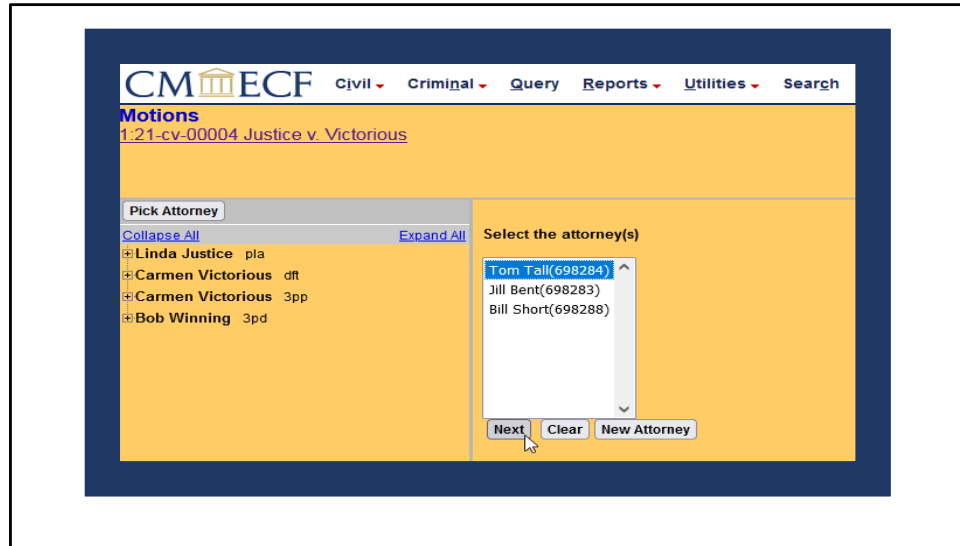 CM ECF Civil Criminal Query Reports Utilities Search
Motions
1:21-cv-00004 Justice v. Victorious
Pick Attorney
Collapse All Expand All
Linda Justice pla
Carmen Victorious dft
Carmen Victorious 3pp
Bob Winning 3pd
Select the attorney(s)
Tom Tall(698284)
Jill Bent(698283)
Bill Short(698288)
Next Clear New Attorney